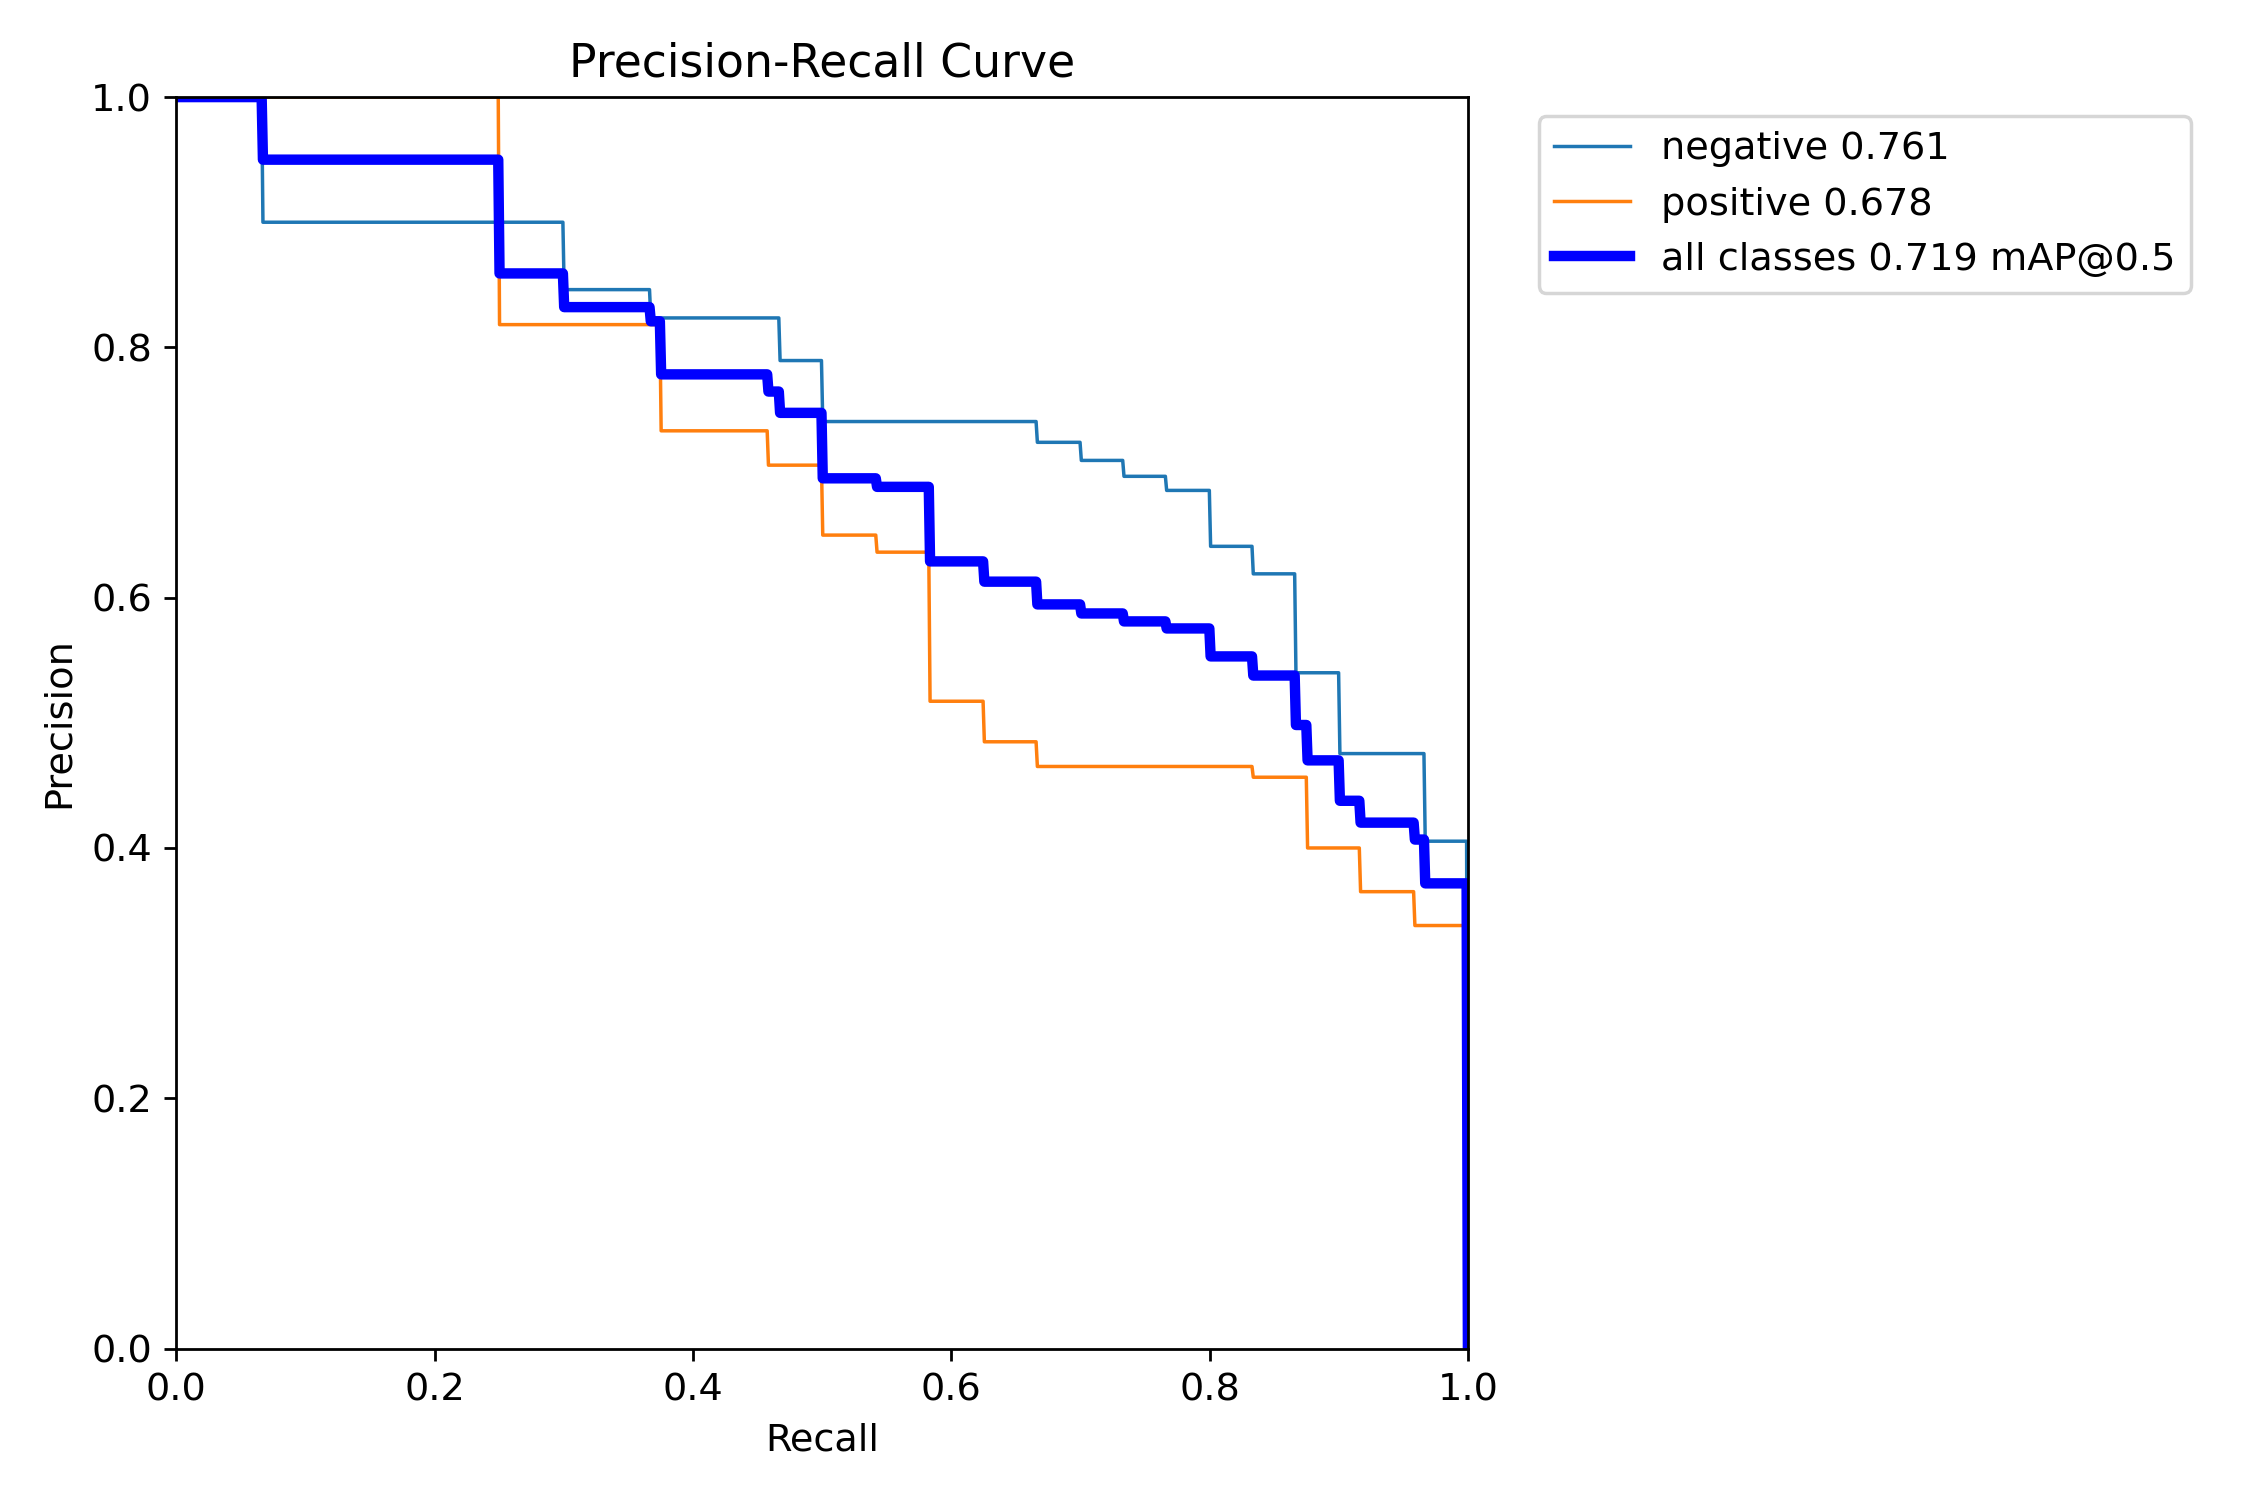 Precision-Recall Curve
1.0
0.8
0.6
0.4
0.2
0.0
Precision
0.0 0.2 0.4 0.6 0.8 1.0
Recall
negative 0.761
positive 0.678
all classes 0.719 mAP@0.5